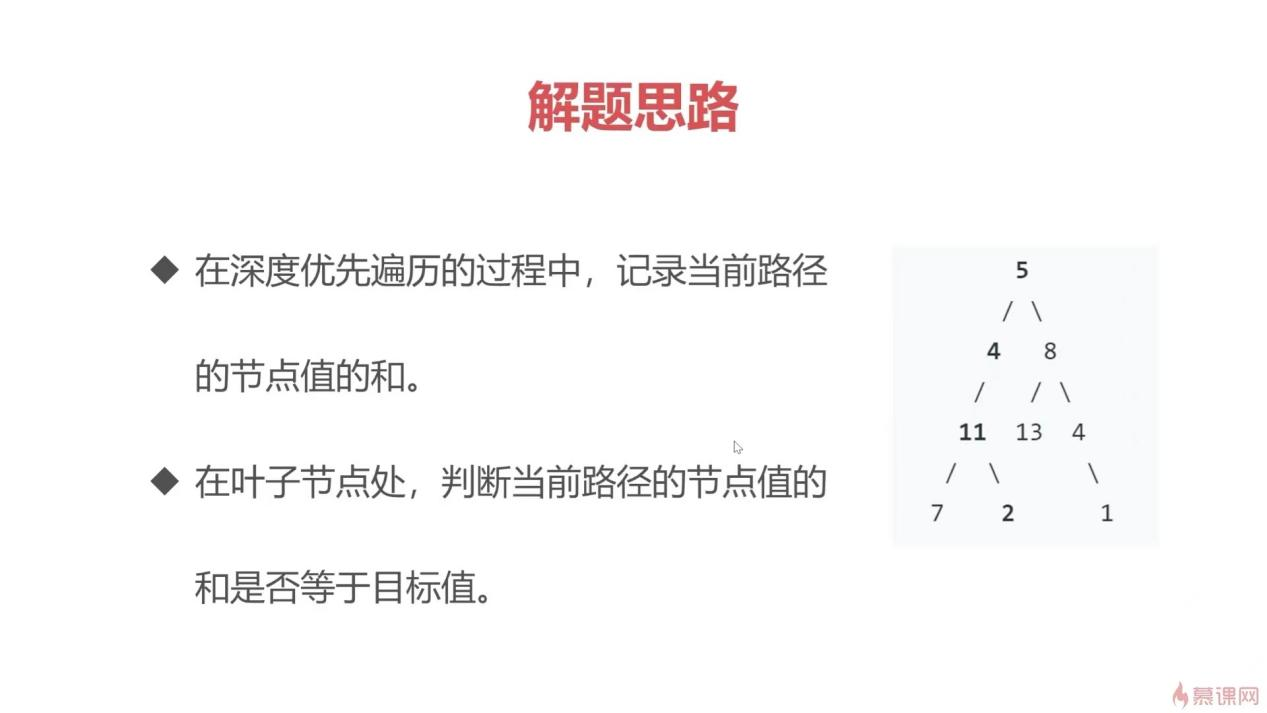 解题思路
◆ 在深度优先遍历的过程中，记录当前路径
的节点值的和。
◆ 在叶子节点处，判断当前路径的节点值的
和是否等于目标值。
5
/ \
4 8
/ / \
11 13 4
/ \ \
7 2 1
慕课网